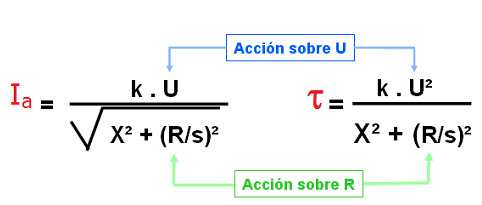 Acción sobre U
Ia = k . U / √ X² + (R/s)²
τ = k . U² / X² + (R/s)²
Acción sobre R